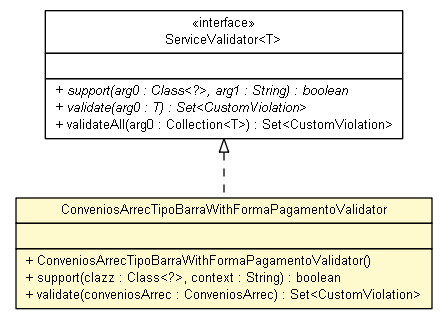 «interface»
ServiceValidator<T>
+ support(arg0 : Class<?>, arg1 : String) : boolean
+ validate(arg0 : T) : Set<CustomViolation>
+ validateAll(arg0 : Collection<T>) : Set<CustomViolation>
ConveniosArrecTipoBarraWithFormaPagamentoValidator
+ ConveniosArrecTipoBarraWithFormaPagamentoValidator()
+ support(clazz : Class<?>, context : String) : boolean
+ validate(conveniosArrec : ConveniosArrec) : Set<CustomViolation>